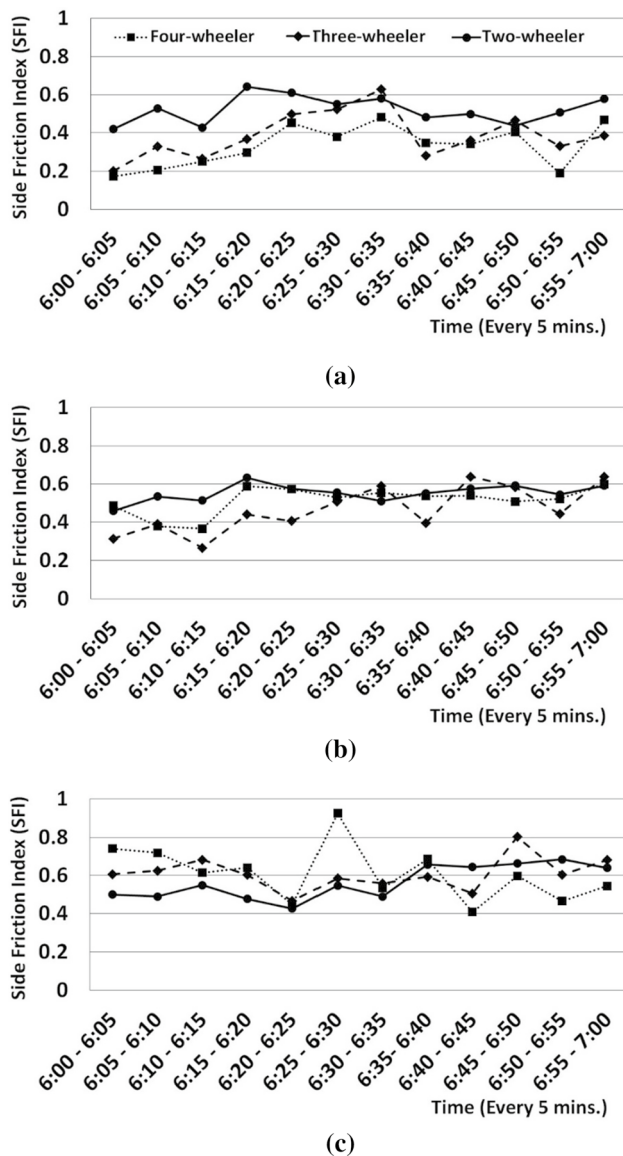 Side Friction Index (SFI)
1
0.8
0.6
0.4
0.2
0
Four-wheeler Three-wheeler Two-wheeler
6:00 - 6:05
6:05 - 6:10
6:10 - 6:15
6:15 - 6:20
6:20 - 6:25
6:25 - 6:30
6:30 - 6:35
6:35 - 6:40
6:40 - 6:45
6:45 - 6:50
6:50 - 6:55
6:55 - 7:00
Time (Every 5 mins.)
(a)
Side Friction Index (SFI)
1
0.8
0.6
0.4
0.2
0
6:00 - 6:05
6:05 - 6:10
6:10 - 6:15
6:15 - 6:20
6:20 - 6:25
6:25 - 6:30
6:30 - 6:35
6:35 - 6:40
6:40 - 6:45
6:45 - 6:50
6:50 - 6:55
6:55 - 7:00
Time (Every 5 mins.)
(b)
Side Friction Index (SFI)
1
0.8
0.6
0.4
0.2
0
6:00 - 6:05
6:05 - 6:10
6:10 - 6:15
6:15 - 6:20
6:20 - 6:25
6:25 - 6:30
6:30 - 6:35
6:35- 6:40
6:40 - 6:45
6:45 - 6:50
6:50 - 6:55
6:55 - 7:00
Time (Every 5 mins.)
(c)